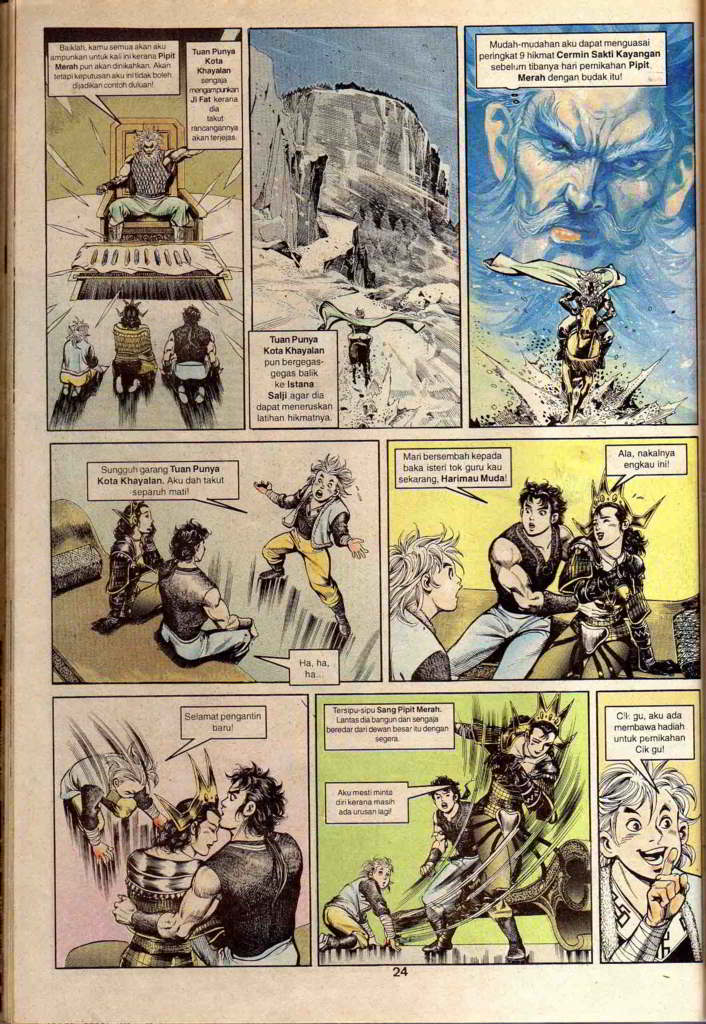 Baiklah, kamu semua akan aku
ampunkan untuk kali ini kerana Pipit
Merah pun akan dinikahkan. Akan
tetapi keputusan aku ini tidak boleh
dijadikan contoh duluan!
Tuan Punya
Kota
Khayalan
sengaja
mengampunkan
Ji Fat kerana
dia
takut
rancangannya
akan terjejas.
Tuan Punya
Kota Khayalan
pun bergegas-
gegas balik
ke Istana
Salji agar dia
dapat meneruskan
latihan hikmatnya.
Mudah-mudahan aku dapat menguasai
peringkat 9 hikmat Cermin Sakti Kayangan
sebelum tibanya hari pernikahan Pipit
Merah dengan budak itu!
Sungguh garang Tuan Punya
Kota Khayalan. Aku dah takut
separuh mati!
Ha, ha,
ha...
Mari bersembah kepada
baka isteri tok guru kau
sekarang, Harimau Muda!
Ala, nakalnya
engkau ini!
Selamat pengantin
baru!
Tersipu-sipu Sang Pipit Merah.
Lantas dia bangun dan sengaja
beredar dari dewan besar itu dengan
segera.
Aku mesti minta
diri kerana masih
ada urusan lagi!
Cik gu, aku ada
membawa hadiah
untuk pernikahan
Cik gu!
24